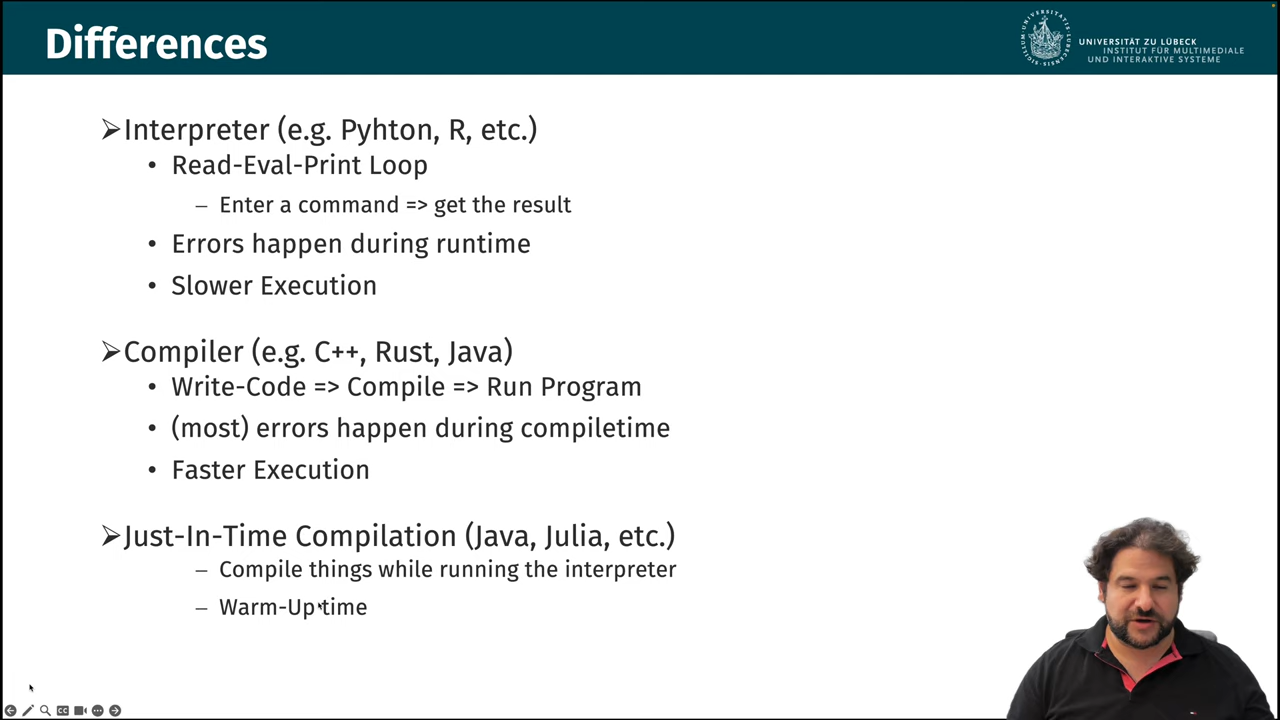 Differences
UNIVERSITÄT ZU LÜBECK
INSTITUT FÜR MULTIMEDIALE
UND INTERAKTIVE SYSTEME
➢Interpreter (e.g. Pyhton, R, etc.)
• Read-Eval-Print Loop
– Enter a command => get the result
• Errors happen during runtime
• Slower Execution
➢Compiler (e.g. C++, Rust, Java)
• Write-Code => Compile => Run Program
• (most) errors happen during compiletime
• Faster Execution
➢Just-In-Time Compilation (Java, Julia, etc.)
– Compile things while running the interpreter
– Warm-Up time